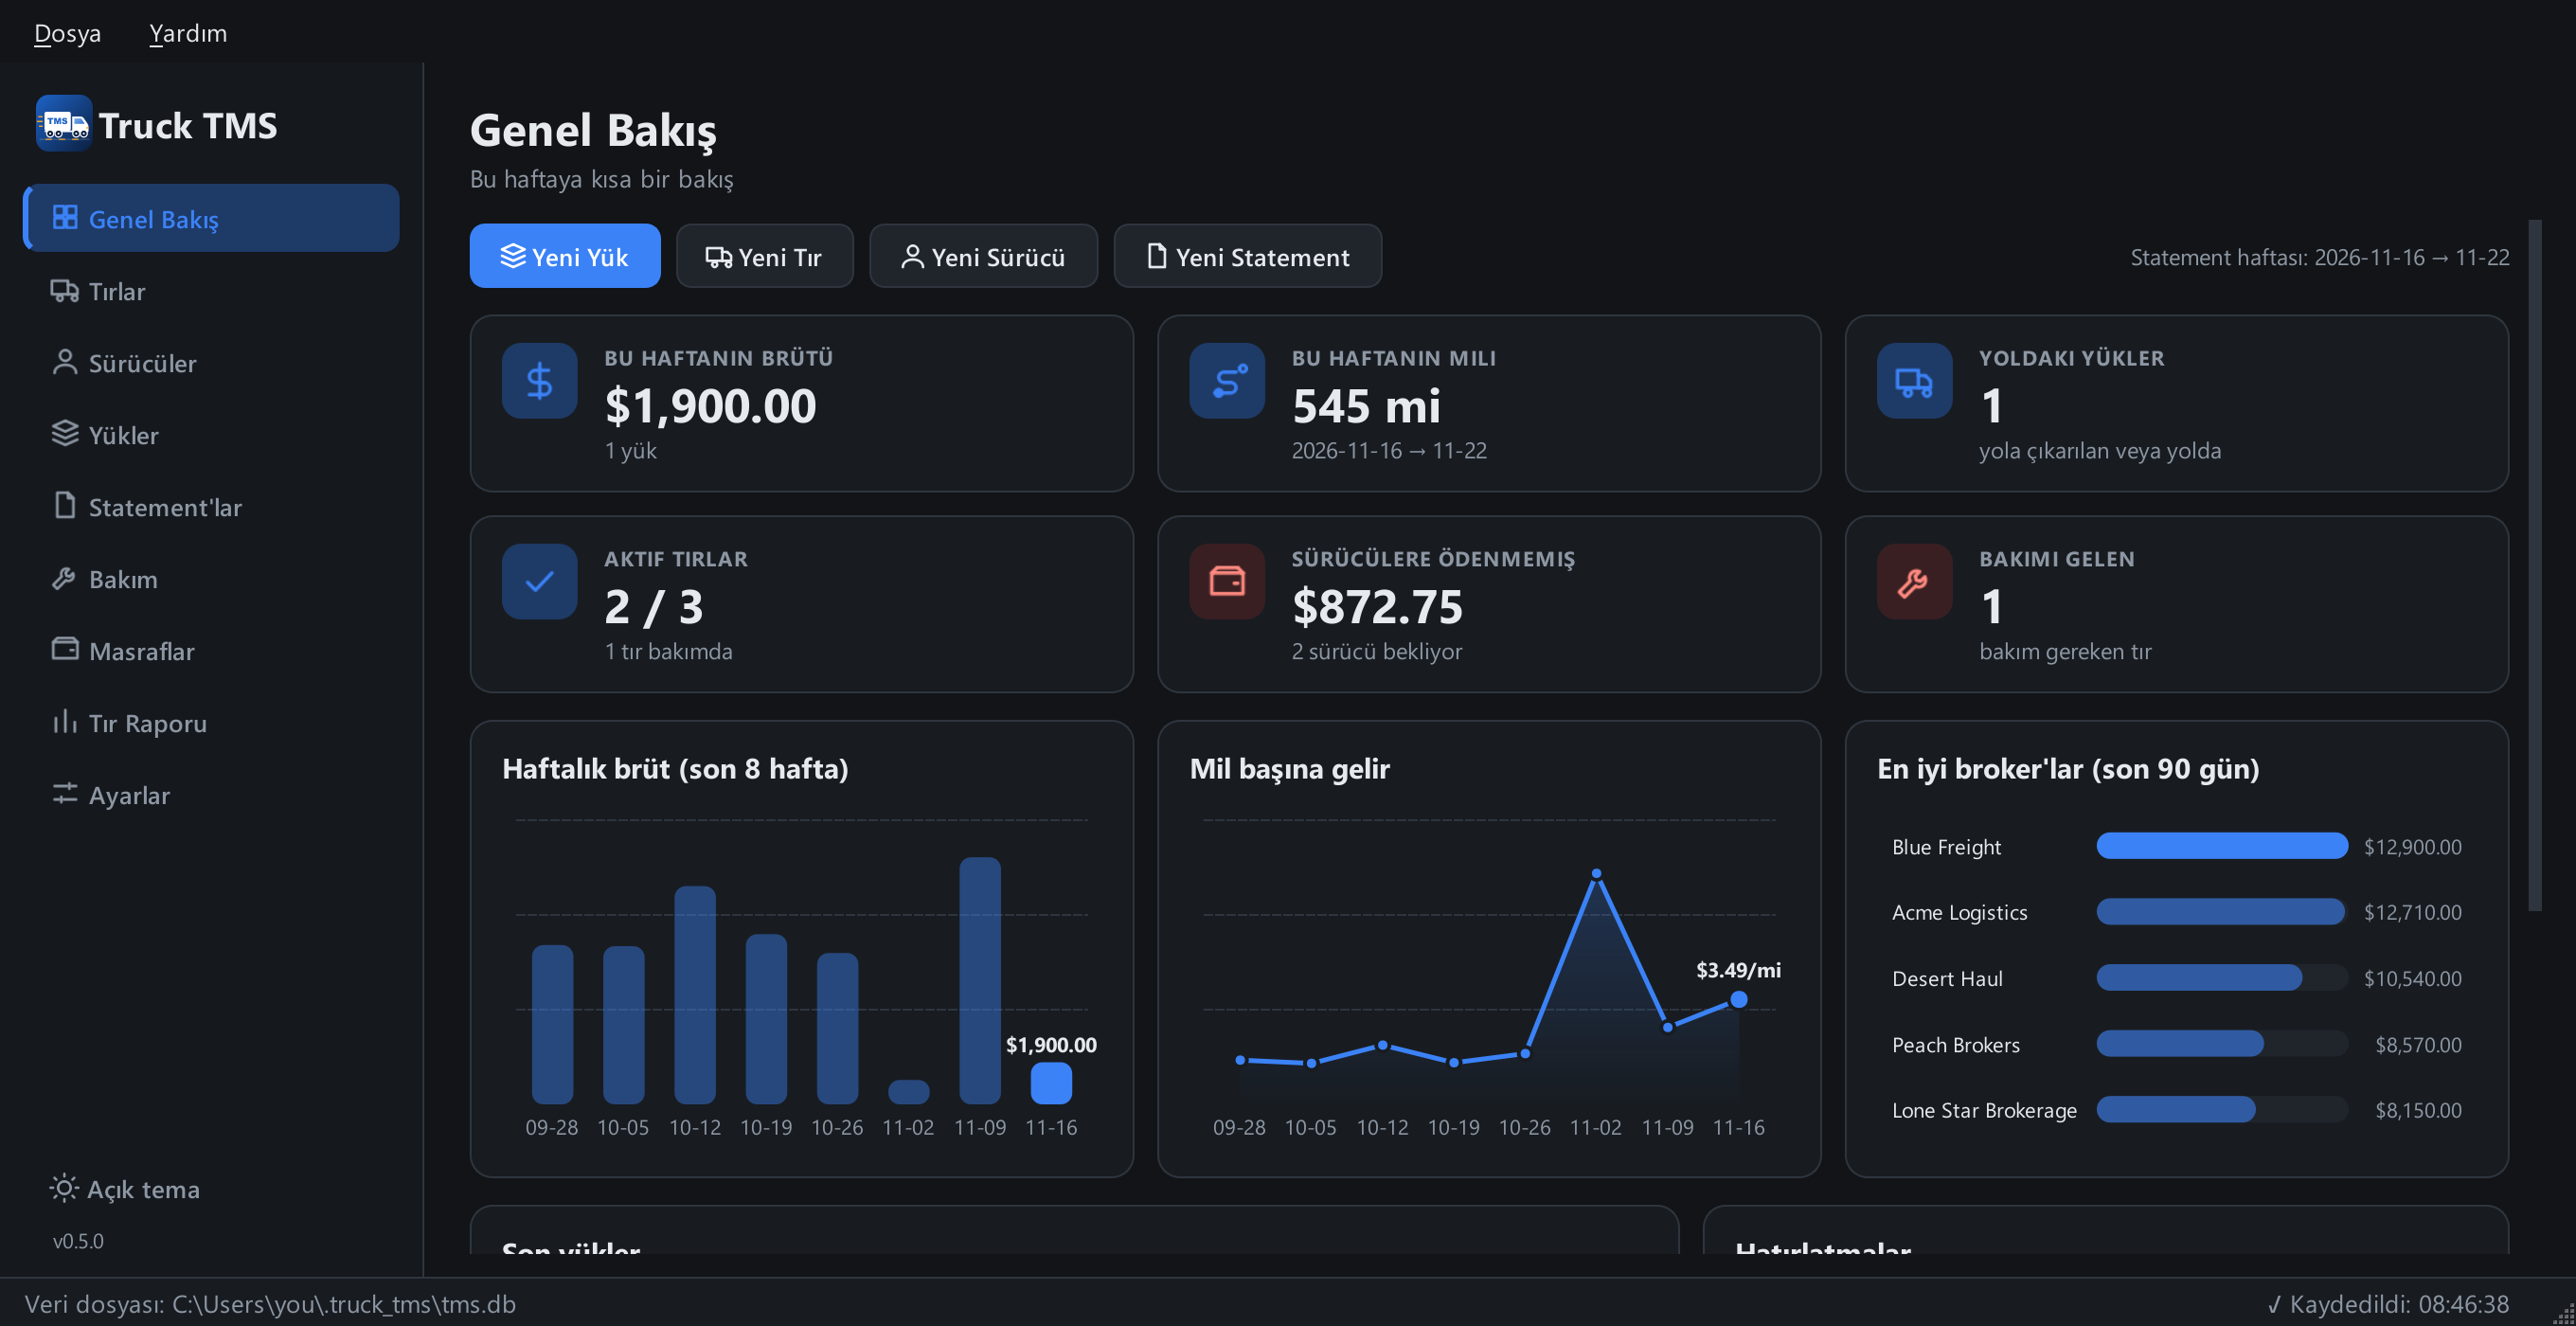 Dosya Yardım
Truck TMS
Genel Bakış
Tırlar
Sürücüler
Yükler
Statement'lar
Bakım
Masraflar
Tır Raporu
Ayarlar
Açık tema
v0.5.0
Genel Bakış
Bu haftaya kısa bir bakış
Yeni Yük Yeni Tır Yeni Sürücü Yeni Statement
Statement haftası: 2026-11-16 → 11-22
BU HAFTANIN BRÜTÜ
$1,900.00
1 yük
BU HAFTANIN MILI
545 mi
2026-11-16 → 11-22
YOLDAKI YÜKLER
1
yola çıkarılan veya yolda
AKTIF TIRLAR
2 / 3
1 tır bakımda
SÜRÜCÜLERE ÖDENMEMIŞ
$872.75
2 sürücü bekliyor
BAKIMI GELEN
1
bakım gereken tır
Haftalık brüt (son 8 hafta)
$1,900.00
09-28 10-05 10-12 10-19 10-26 11-02 11-09 11-16
Mil başına gelir
$3.49/mi
09-28 10-05 10-12 10-19 10-26 11-02 11-09 11-16
En iyi broker'lar (son 90 gün)
Blue Freight $12,900.00
Acme Logistics $12,710.00
Desert Haul $10,540.00
Peach Brokers $8,570.00
Lone Star Brokerage $8,150.00
Son yükler
Hatırlatmalar
Veri dosyası: C:\Users\you\.truck_tms\tms.db
✓ Kaydedildi: 08:46:38